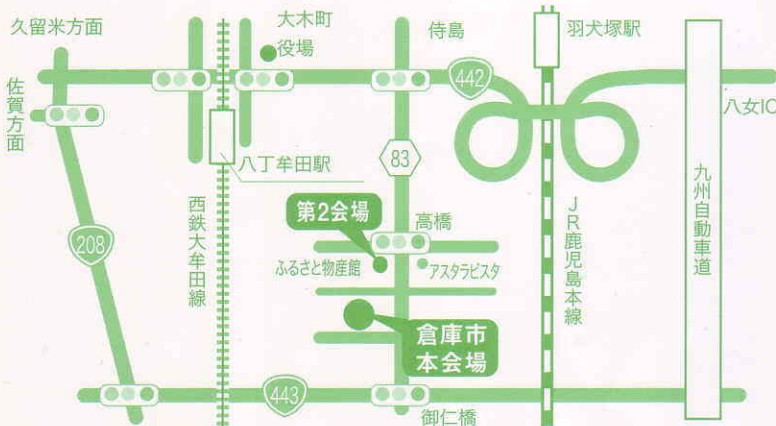 久留米方面
大木町
役場
侍島
羽犬塚駅
442
佐賀方面
八女IC
八丁牟田駅
83
九州自動車道
西鉄大牟田線
第2会場
高橋
JR鹿児島本線
208
ふるさと物産館
アスタラビスタ
倉庫市
本会場
443
御仁橋